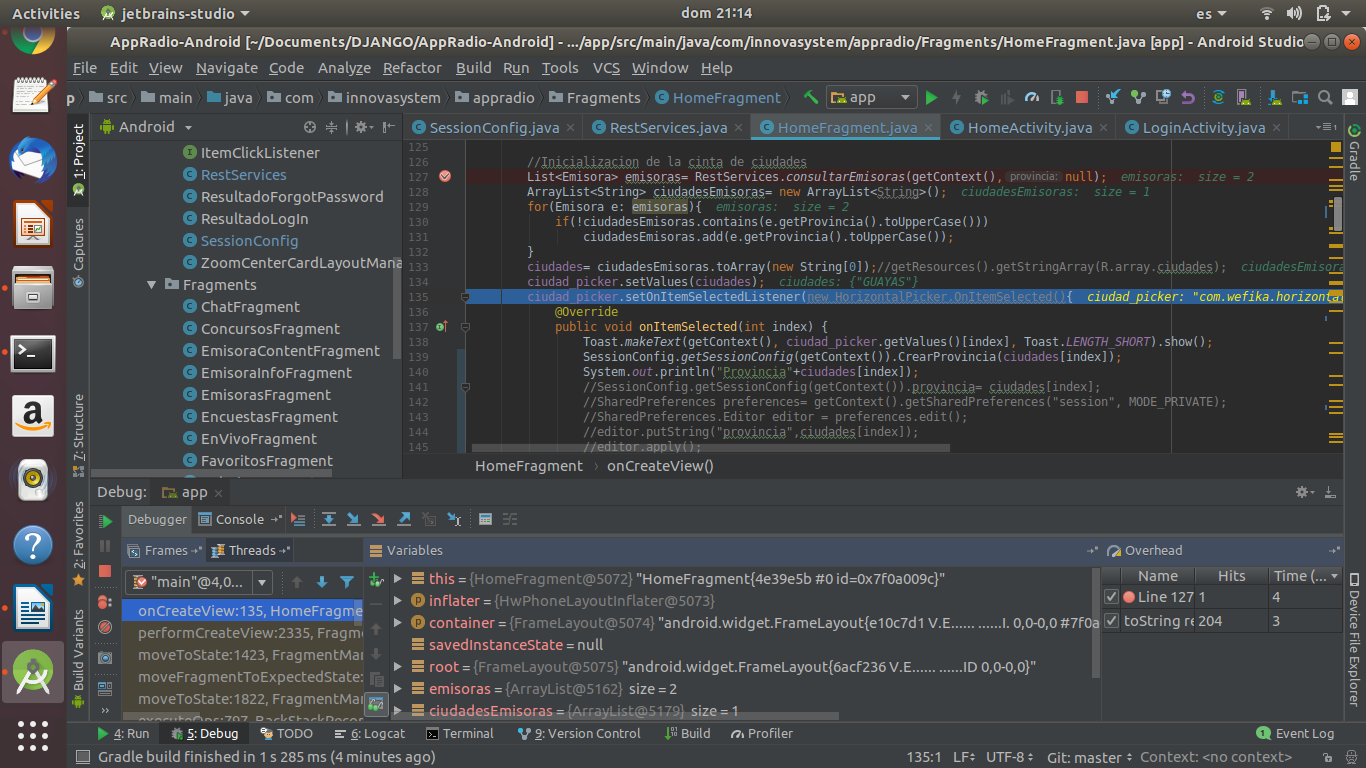 Activities jetbrains-studio dom 21:14 es
AppRadio-Android [~/Documents/DJANGO/AppRadio-Android] - .../app/src/main/java/com/innovasystem/appradio/Fragments/HomeFragment.java [app] - Android Studio
File Edit View Navigate Code Analyze Refactor Build Run Tools VCS Window Help
p src main java com innovasystem appradio Fragments HomeFragment app
Android
SessionConfig.java RestServices.java HomeFragment.java HomeActivity.java LoginActivity.java
1: Project
Captures
7: Structure
2: Favorites
Build Variants
Gradle
Device File Explorer
ItemClickListener
RestServices
ResultadoForgotPassword
ResultadoLogIn
SessionConfig
ZoomCenterCardLayoutMana
Fragments
ChatFragment
ConcursosFragment
EmisoraContentFragment
EmisoraInfoFragment
EmisorasFragment
EncuestasFragment
EnVivoFragment
FavoritosFragment
125
126 //Inicializacion de la cinta de ciudades
127 List<Emisora> emisoras= RestServices.consultarEmisoras(getContext(), provincia: null); emisoras: size = 2
128 ArrayList<String> ciudadesEmisoras= new ArrayList<String>(); ciudadesEmisoras: size = 1
129 for(Emisora e: emisoras){ emisoras: size = 2
130 if(!ciudadesEmisoras.contains(e.getProvincia().toUpperCase()))
131 ciudadesEmisoras.add(e.getProvincia().toUpperCase());
132 }
133 ciudades= ciudadesEmisoras.toArray(new String[0]);//getResources().getStringArray(R.array.ciudades); ciudadesEmisora
134 ciudad_picker.setValues(ciudades); ciudades: {"GUAYAS"}
135 ciudad_picker.setOnItemSelectedListener(new HorizontalPicker.OnItemSelected(){ ciudad_picker: "com.wefika.horizonta
136 @Override
137 public void onItemSelected(int index) {
138 Toast.makeText(getContext(), ciudad_picker.getValues()[index], Toast.LENGTH_SHORT).show();
139 SessionConfig.getSessionConfig(getContext()).CrearProvincia(ciudades[index]);
140 System.out.println("Provincia"+ciudades[index]);
141 //SessionConfig.getSessionConfig(getContext()).provincia= ciudades[index];
142 //SharedPreferences preferences= getContext().getSharedPreferences("session", MODE_PRIVATE);
143 //SharedPreferences.Editor editor = preferences.edit();
144 //editor.putString("provincia",ciudades[index]);
145 //editor.apply();
HomeFragment › onCreateView()
Debug: app
Debugger Console
Frames Threads Variables Overhead
"main"@4,0...
onCreateView:135, HomeFragme
performCreateView:2335, Fragme
moveToState:1423, FragmentMar
moveFragmentToExpectedState:
moveToState:1822, FragmentMar
executeOps:797, BackStackRecor
this = {HomeFragment@5072} "HomeFragment{4e39e5b #0 id=0x7f0a009c}"
inflater = {HwPhoneLayoutInflater@5073}
container = {FrameLayout@5074} "android.widget.FrameLayout{e10c7d1 V.E...... ......I. 0,0-0,0 #7f0a
savedInstanceState = null
root = {FrameLayout@5075} "android.widget.FrameLayout{6acf236 V.E...... ......ID 0,0-0,0}"
emisoras = {ArrayList@5162} size = 2
ciudadesEmisoras = {ArrayList@5179} size = 1
Name Hits Time (...
Line 127 1 4
toString re 204 3
4: Run 5: Debug TODO 6: Logcat Terminal 9: Version Control Build Profiler 1 Event Log
Gradle build finished in 1 s 285 ms (4 minutes ago) 135:1 LF UTF-8 Git: master Context: <no context>